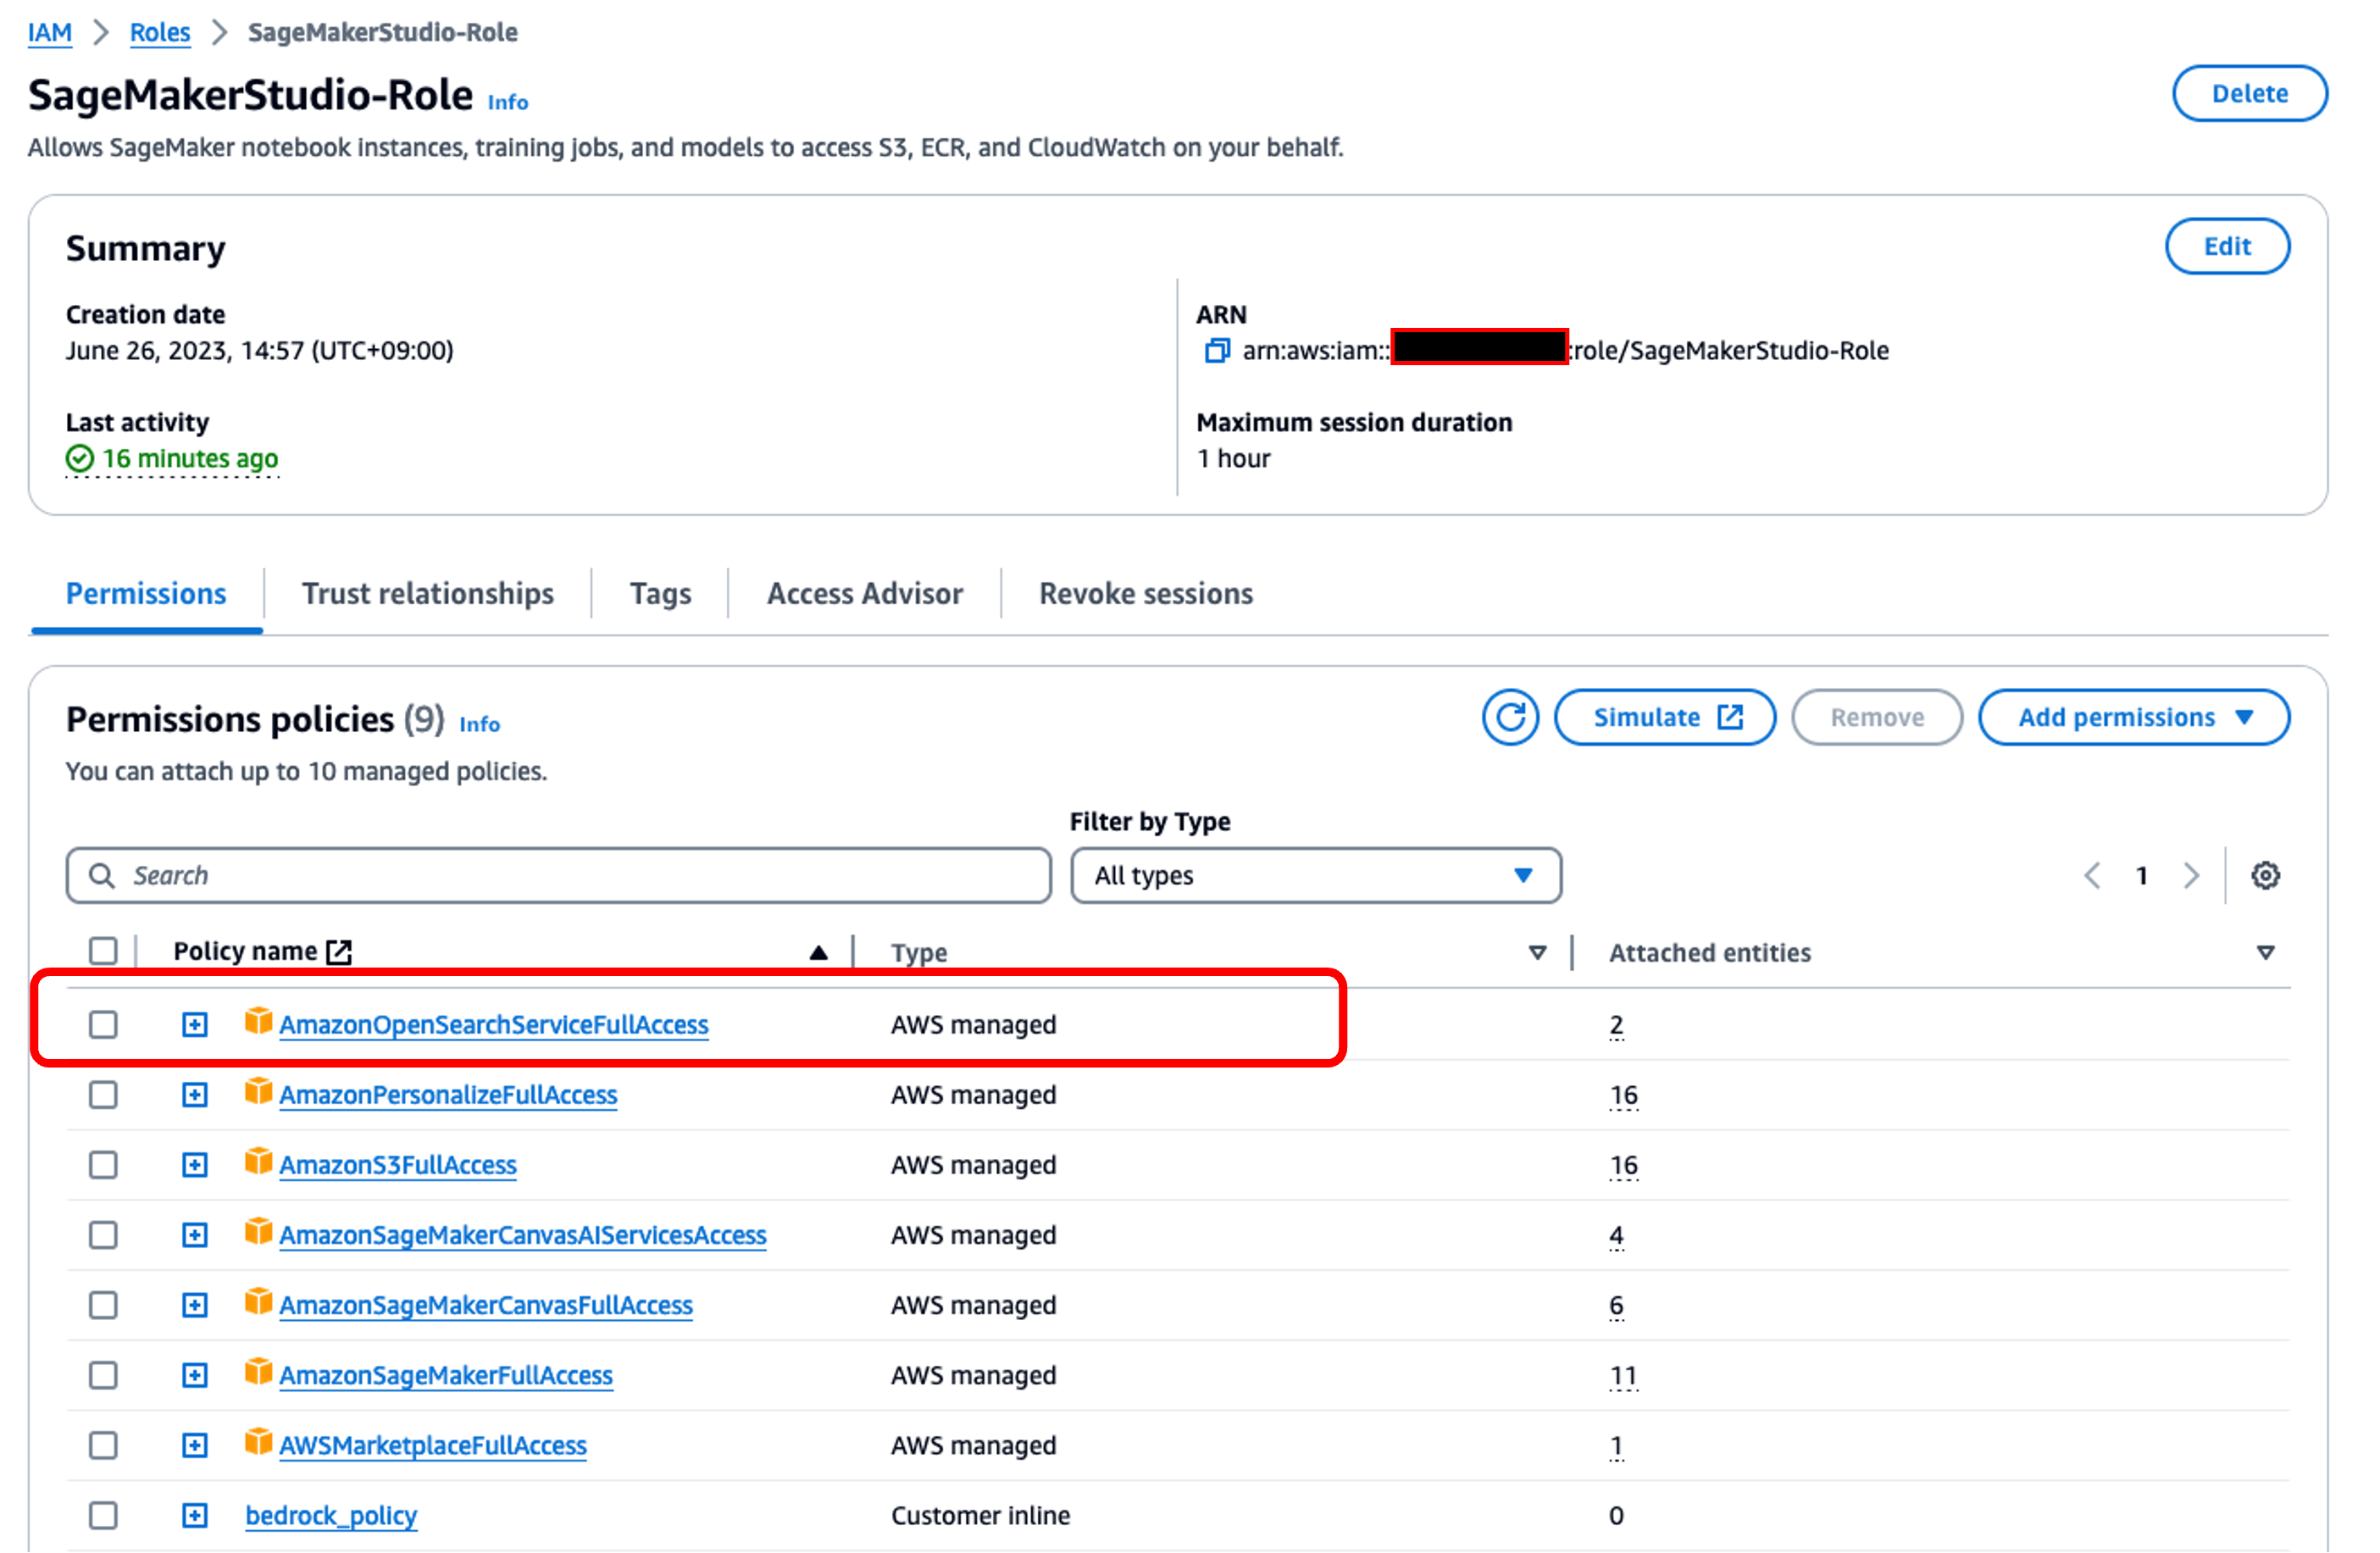 IAM > Roles > SageMakerStudio-Role
SageMakerStudio-Role Info
Delete
Allows SageMaker notebook instances, training jobs, and models to access S3, ECR, and CloudWatch on your behalf.
Summary
Edit
Creation date
June 26, 2023, 14:57 (UTC+09:00)
ARN
arn:aws:iam:: :role/SageMakerStudio-Role
Last activity
16 minutes ago
Maximum session duration
1 hour
Permissions Trust relationships Tags Access Advisor Revoke sessions
Permissions policies (9) Info
Simulate Remove Add permissions
You can attach up to 10 managed policies.
Filter by Type
Search All types 1
Policy name Type Attached entities
AmazonOpenSearchServiceFullAccess AWS managed 2
AmazonPersonalizeFullAccess AWS managed 16
AmazonS3FullAccess AWS managed 16
AmazonSageMakerCanvasAIServicesAccess AWS managed 4
AmazonSageMakerCanvasFullAccess AWS managed 6
AmazonSageMakerFullAccess AWS managed 11
AWSMarketplaceFullAccess AWS managed 1
bedrock_policy Customer inline 0